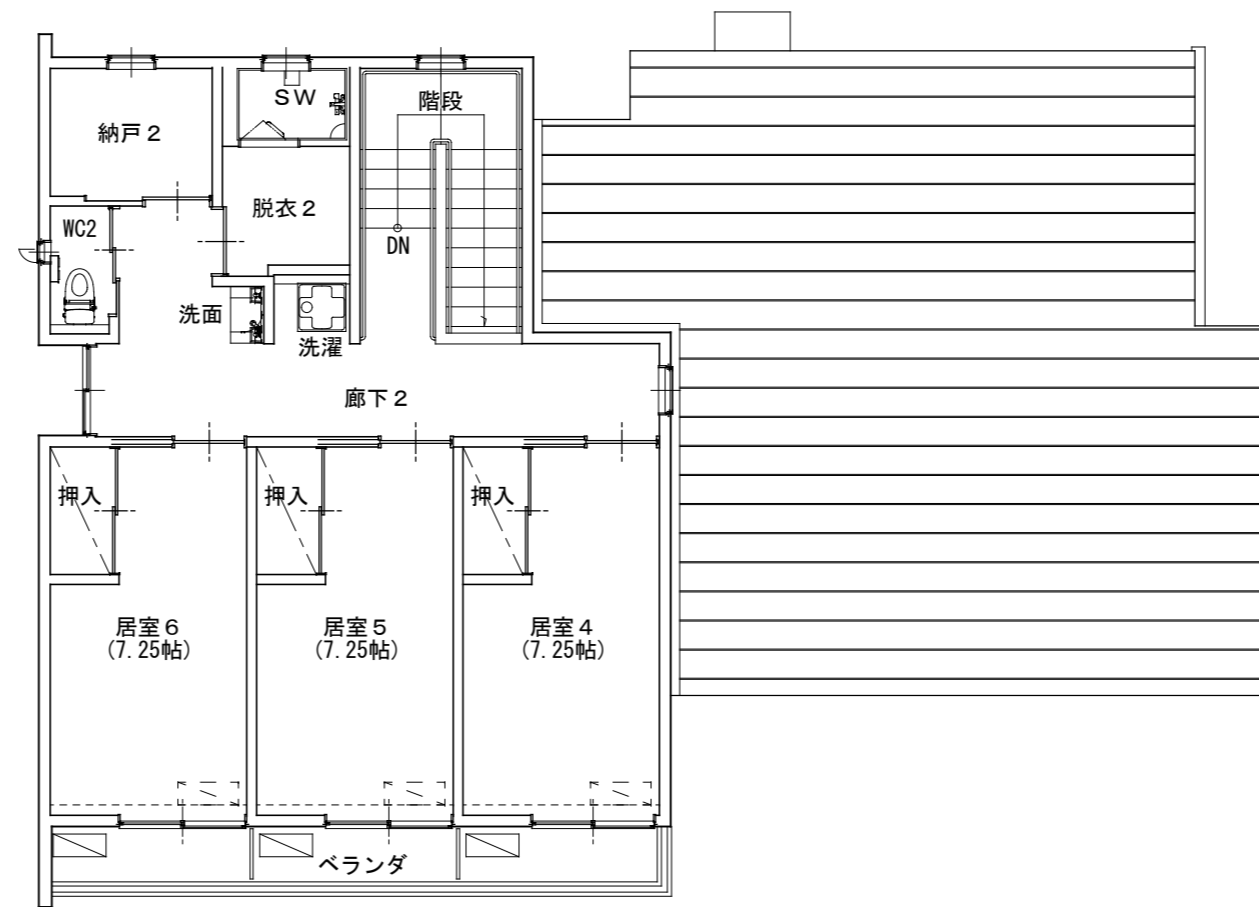 SW
階段
納戸2
脱衣2
WC2
DN
洗面
洗濯
廊下2
押入
押入
押入
居室6
(7.25帖)
居室5
(7.25帖)
居室4
(7.25帖)
ベランダ